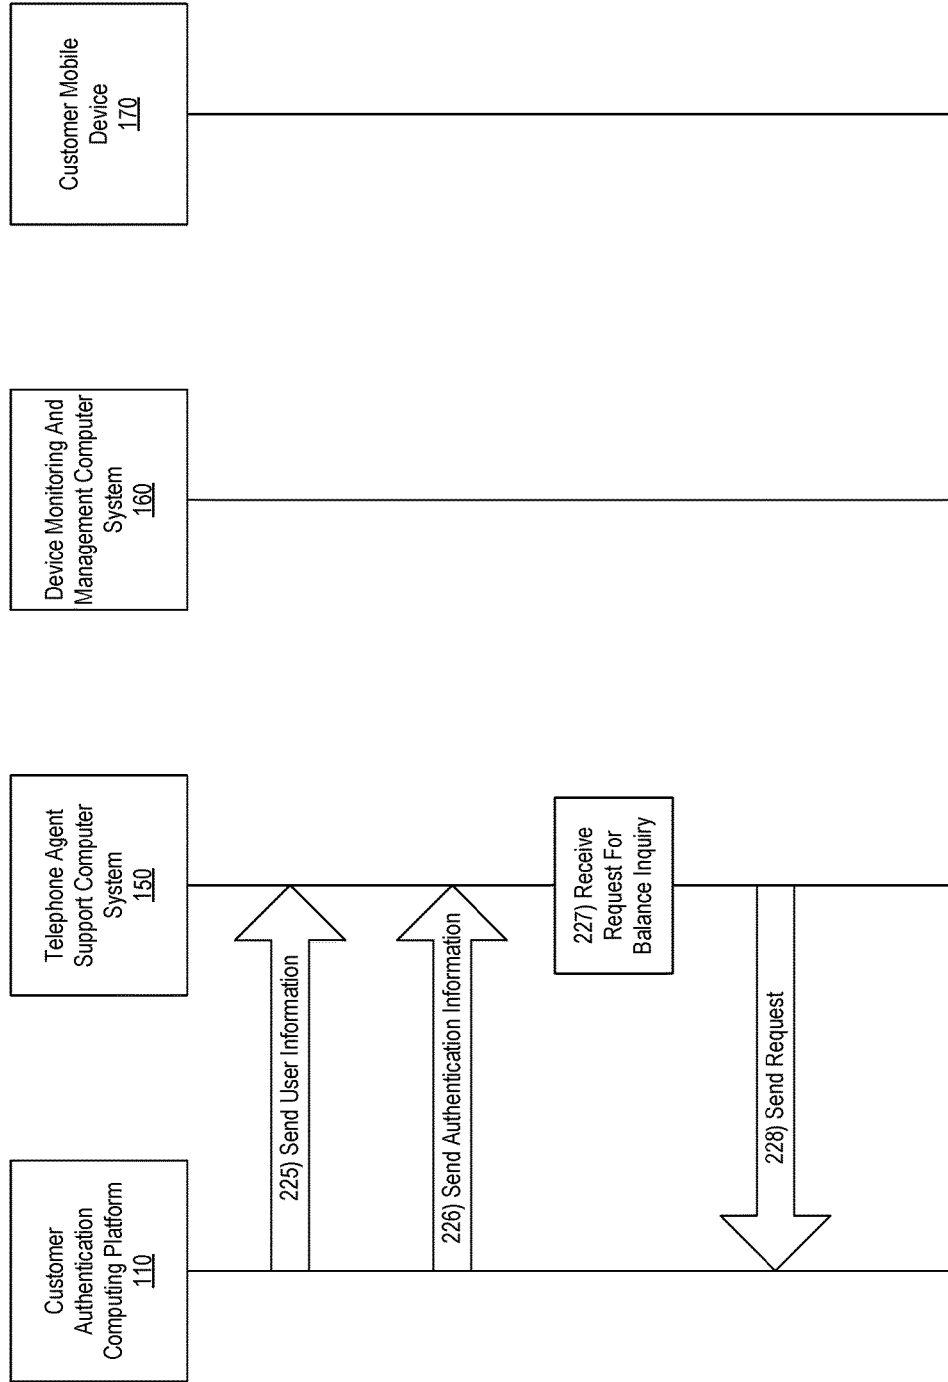 Customer
Authentication
Computing Platform
110
Telephone Agent
Support Computer
System
150
Device Monitoring And
Management Computer
System
160
Customer Mobile
Device
170
225) Send User Information
226) Send Authentication Information
227) Receive
Request For
Balance Inquiry
228) Send Request